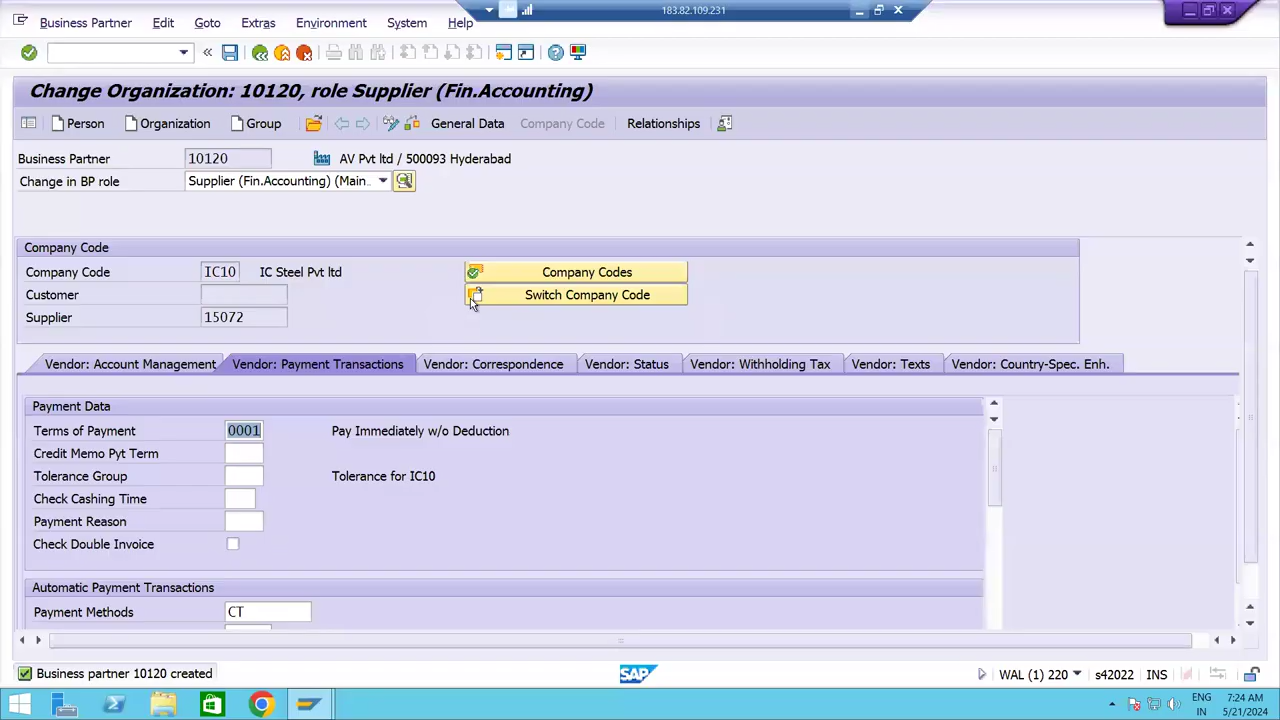 Business Partner Edit Goto Extras Environment System Help
183.82.109.231
Change Organization: 10120, role Supplier (Fin.Accounting)
Person Organization Group General Data Company Code Relationships
Business Partner 10120 AV Pvt ltd / 500093 Hyderabad
Change in BP role Supplier (Fin.Accounting) (Main..
Company Code
Company Code IC10 IC Steel Pvt ltd Company Codes
Customer Switch Company Code
Supplier 15072
Vendor: Account Management Vendor: Payment Transactions Vendor: Correspondence Vendor: Status Vendor: Withholding Tax Vendor: Texts Vendor: Country-Spec. Enh.
Payment Data
Terms of Payment 0001 Pay Immediately w/o Deduction
Credit Memo Pyt Term
Tolerance Group Tolerance for IC10
Check Cashing Time
Payment Reason
Check Double Invoice
Automatic Payment Transactions
Payment Methods CT
Business partner 10120 created SAP WAL (1) 220 s42022 INS
ENG 7:24 AM
IN 5/21/2024